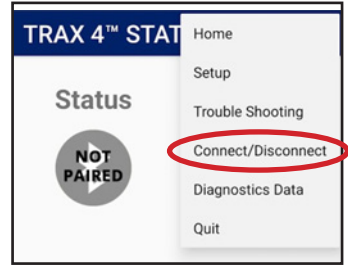 TRAX 4™ STAT
Home
Setup
Trouble Shooting
Connect/Disconnect
Diagnostics Data
Quit
Status
NOT
PAIRED